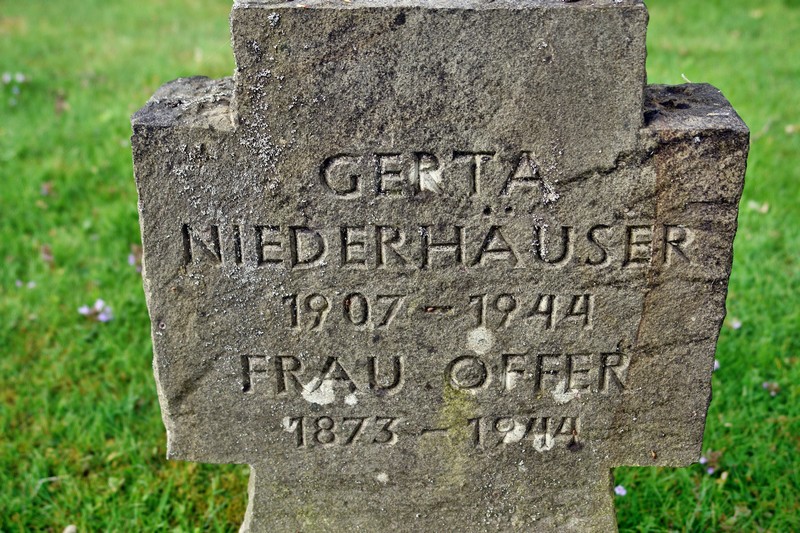 GERTA
NIEDERHÄUSER
1907 - 1944
FRAU OFFER
1873 - 1944